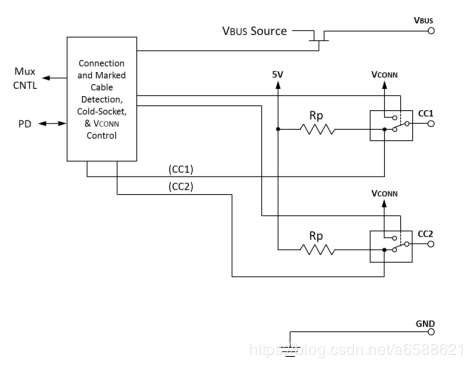 VBUS
VBUS Source
Connection
and Marked
Cable
Detection,
Cold-Socket,
& VCONN
Control
Mux
CNTL
PD
5V
VCONN
Rp
CC1
(CC1)
(CC2)
VCONN
Rp
CC2
GND
https://blog.csdn.net/a6588621